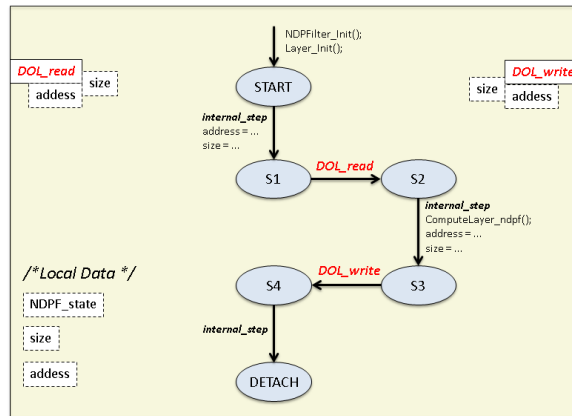 NDPFilter_Init();
Layer_Init();
DOL_read
size
addess
START
DOL_write
size
address
internal_step
address = ...
size = ...
S1
DOL_read
S2
internal_step
ComputeLayer_ndpf();
address = ...
size = ...
/*Local Data */
S4
DOL_write
S3
NDPF_state
size
internal_step
addess
DETACH